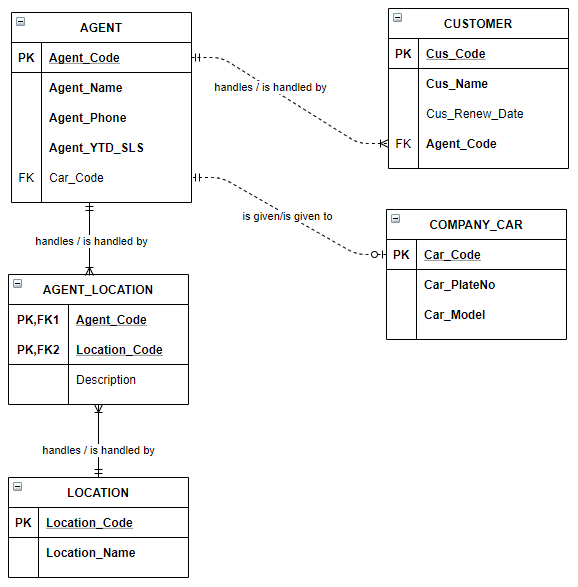 AGENT
PK Agent_Code
Agent_Name
Agent_Phone
Agent_YTD_SLS
FK Car_Code
handles / is handled by
CUSTOMER
PK Cus_Code
Cus_Name
Cus_Renew_Date
FK Agent_Code
is given/is given to
COMPANY_CAR
PK Car_Code
Car_PlateNo
Car_Model
handles / is handled by
AGENT_LOCATION
PK,FK1 Agent_Code
PK,FK2 Location_Code
Description
handles / is handled by
LOCATION
PK Location_Code
Location_Name